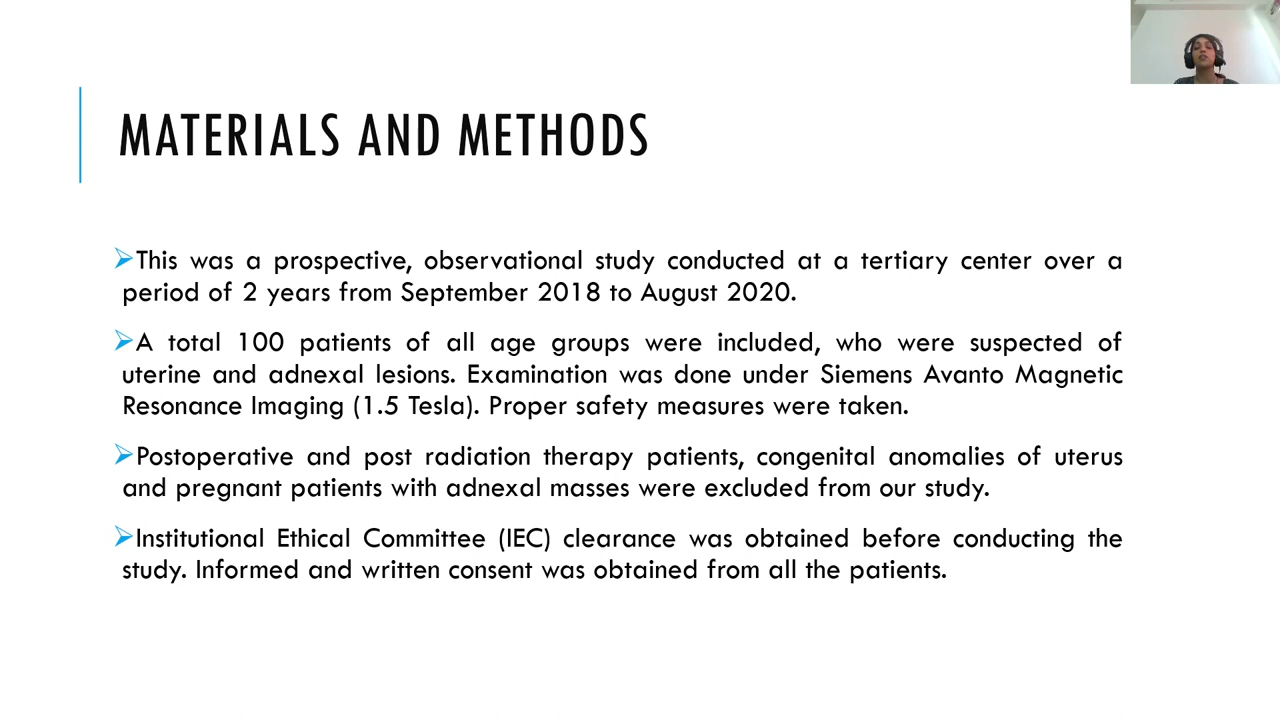 MATERIALS AND METHODS
➢This was a prospective, observational study conducted at a tertiary center over a
period of 2 years from September 2018 to August 2020.
➢A total 100 patients of all age groups were included, who were suspected of
uterine and adnexal lesions. Examination was done under Siemens Avanto Magnetic
Resonance Imaging (1.5 Tesla). Proper safety measures were taken.
➢Postoperative and post radiation therapy patients, congenital anomalies of uterus
and pregnant patients with adnexal masses were excluded from our study.
➢Institutional Ethical Committee (IEC) clearance was obtained before conducting the
study. Informed and written consent was obtained from all the patients.